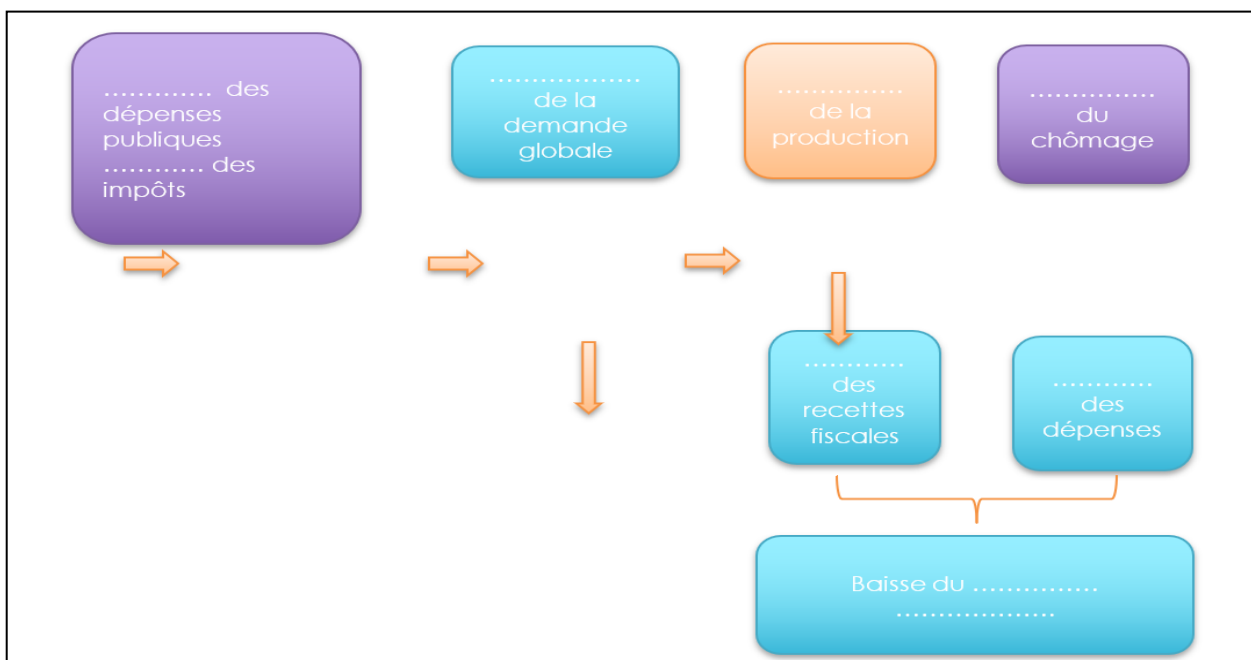 …………. des
dépenses
publiques
………… des
impôts
………………..
de la
demande
globale
……………
de la
production
……………
du
chômage
…………
des
recettes
fiscales
…………
des
dépenses
Baisse du ……………
………………..